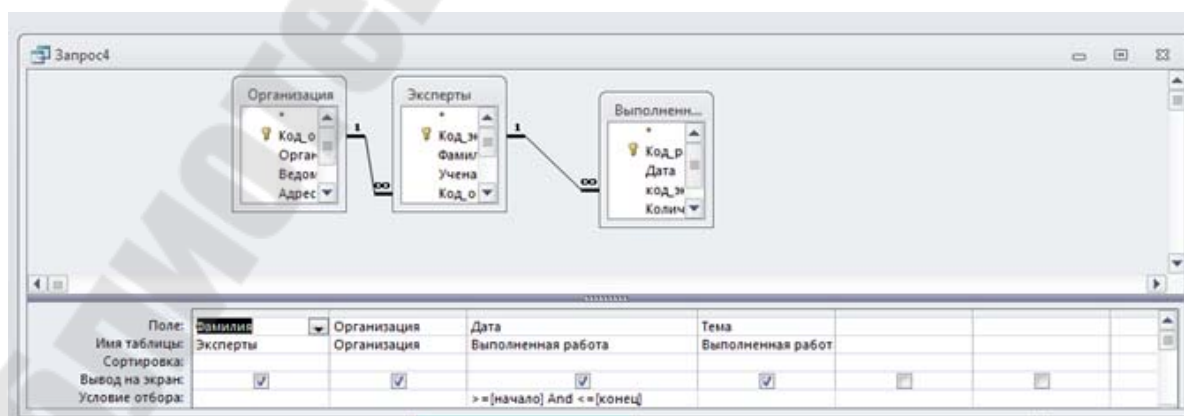 Запрос4
Организация
*
Код_о
Орган
Ведом
Адрес
1
∞
Эксперты
*
Код_эк
Фамил
Учена
Код_о
1
∞
Выполненн...
*
Код_р
Дата
код_эк
Колич
Поле: Фамилия Организация Дата Тема
Имя таблицы: Эксперты Организация Выполненная работа Выполненная работ
Сортировка:
Вывод на экран:
Условие отбора: >=[начало] And <=[конец]